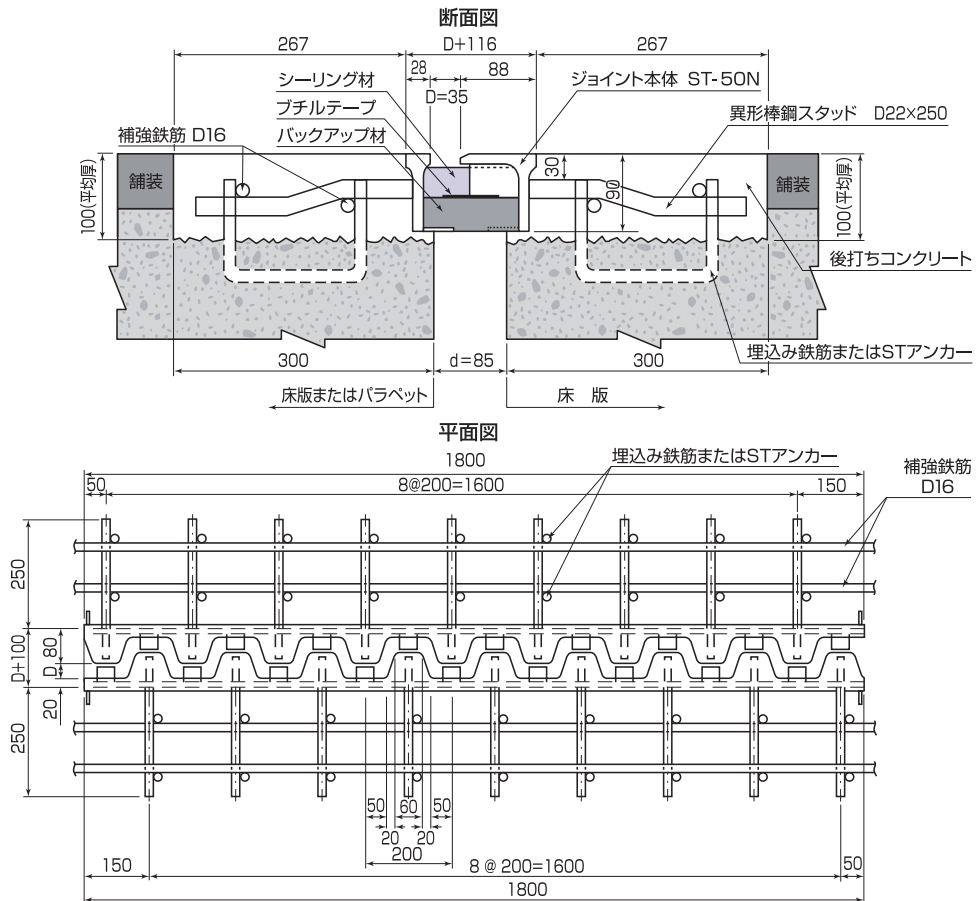 断面図
267
D+116
267
28
88
D=35
シーリング材
ブチルテープ
バックアップ材
補強鉄筋 D16
ジョイント本体 ST-50N
異形棒鋼スタッド D22×250
舗装
舗装
100(平均厚)
30
90
100(平均厚)
後打ちコンクリート
埋込み鉄筋またはSTアンカー
300
d=85
300
床版またはパラペット
床 版
平面図
1800
埋込み鉄筋またはSTアンカー
補強鉄筋
D16
50
8@200=1600
150
250
D+100
80
D
20
250
50
60
50
20
20
200
150
8 @ 200=1600
50
1800